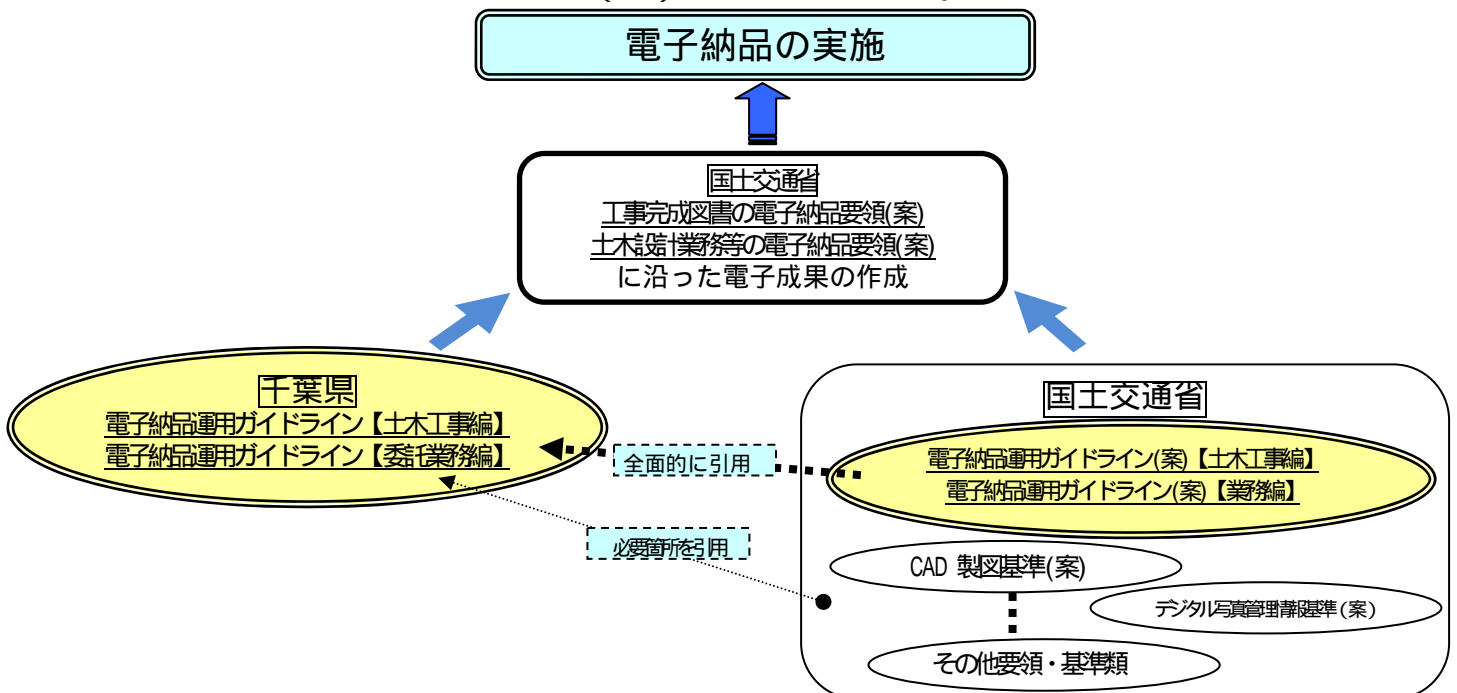 電子納品の実施
国土交通省
工事完成図書の電子納品要領(案)
土木設計業務等の電子納品要領(案)
に沿った電子成果の作成
千葉県
電子納品運用ガイドライン【土木工事編】
電子納品運用ガイドライン【委託業務編】
全面的に引用
必要箇所を引用
国土交通省
電子納品運用ガイドライン(案)【土木工事編】
電子納品運用ガイドライン(案)【業務編】
CAD 製図基準(案)
デジタル写真管理情報基準(案)
その他要領・基準類